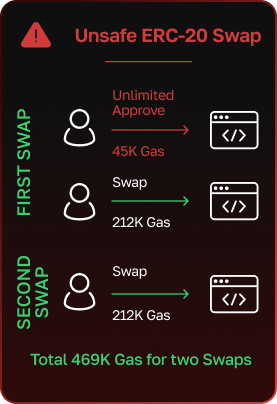 Unsafe ERC-20 Swap
FIRST SWAP
Unlimited
Approve
45K Gas
</>
Swap
212K Gas
</>
SECOND
SWAP
Swap
212K Gas
</>
Total 469K Gas for two Swaps